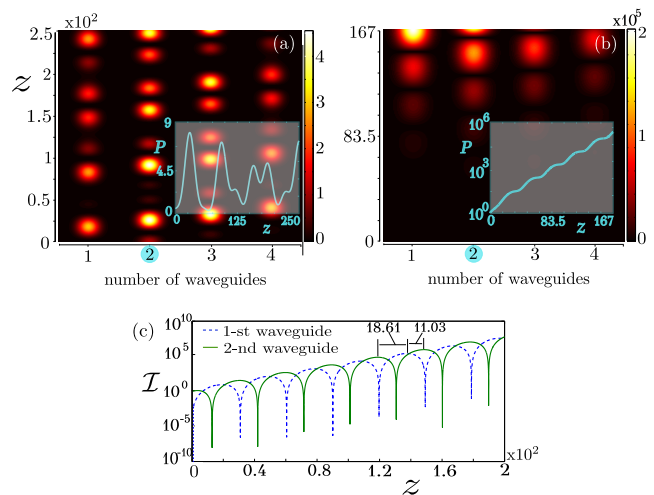 x10²
2.5
2
1.5
1
0.5
0
z
(a)
9
P
4.5
0
0
125
250
z
1
2
3
4
number of waveguides
4
3
2
1
0
167
83.5
0
(b)
10⁶
P
10³
10⁰
0
83.5
167
z
1
2
3
4
number of waveguides
x10⁵
2
1
0
(c)
10¹⁰
10⁵
10⁰
10⁻⁵
10⁻¹⁰
I
1-st waveguide
2-nd waveguide
18.61
11.03
0
0.4
0.8
1.2
1.6
2
x10²
z